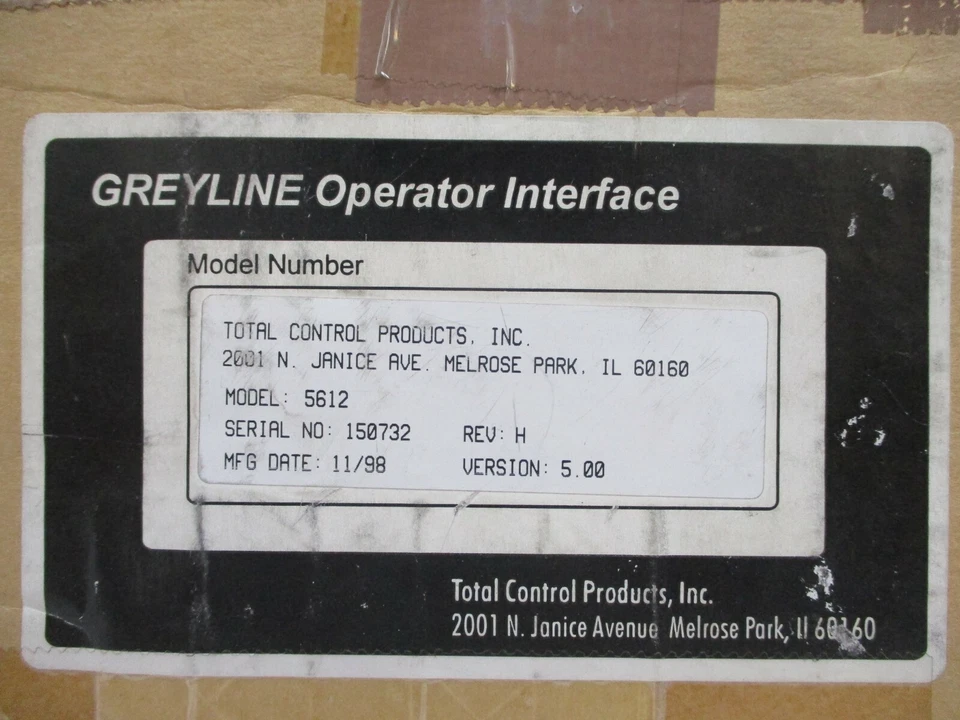 GREYLINE Operator Interface
Model Number
TOTAL CONTROL PRODUCTS, INC.
2001 N. JANICE AVE. MELROSE PARK, IL 60160
MODEL: 5612
SERIAL NO: 150732 REV: H
MFG DATE: 11/98 VERSION: 5.00
Total Control Products, Inc.
2001 N. Janice Avenue Melrose Park, Il 60160